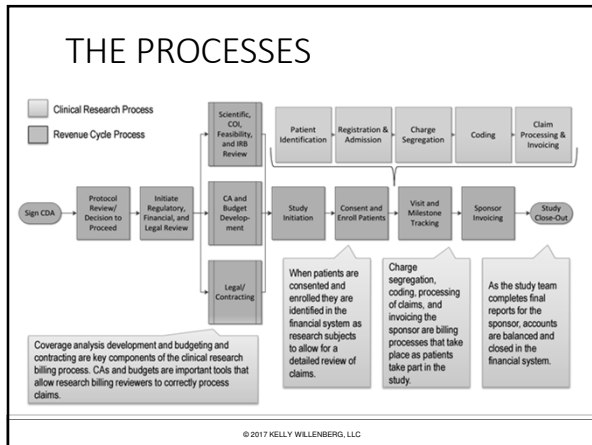 THE PROCESSES
Clinical Research Process
Revenue Cycle Process
Scientific,
COI,
Feasibility,
and IRB
Review
Patient
Identification
Registration &
Admission
Charge
Segregation
Coding
Claim
Processing &
Invoicing
Sign CDA
Protocol
Review/
Decision to
Proceed
Initiate
Regulatory,
Financial, and
Legal Review
CA and
Budget
Develop-
ment
Study
Initiation
Consent and
Enroll Patients
Visit and
Milestone
Tracking
Sponsor
Invoicing
Study
Close-Out
Legal/
Contracting
Coverage analysis development and budgeting and
contracting are key components of the clinical research
billing process. CAs and budgets are important tools that
allow research billing reviewers to correctly process
claims.
When patients are
consented and
enrolled they are
identified in the
financial system as
research subjects
to allow for a
detailed review of
claims.
Charge
segregation,
coding, processing
of claims, and
invoicing the
sponsor are billing
processes that take
place as patients
take part in the
study.
As the study team
completes final
reports for the
sponsor, accounts
are balanced and
closed in the
financial system.
© 2017 KELLY WILLENBERG, LLC